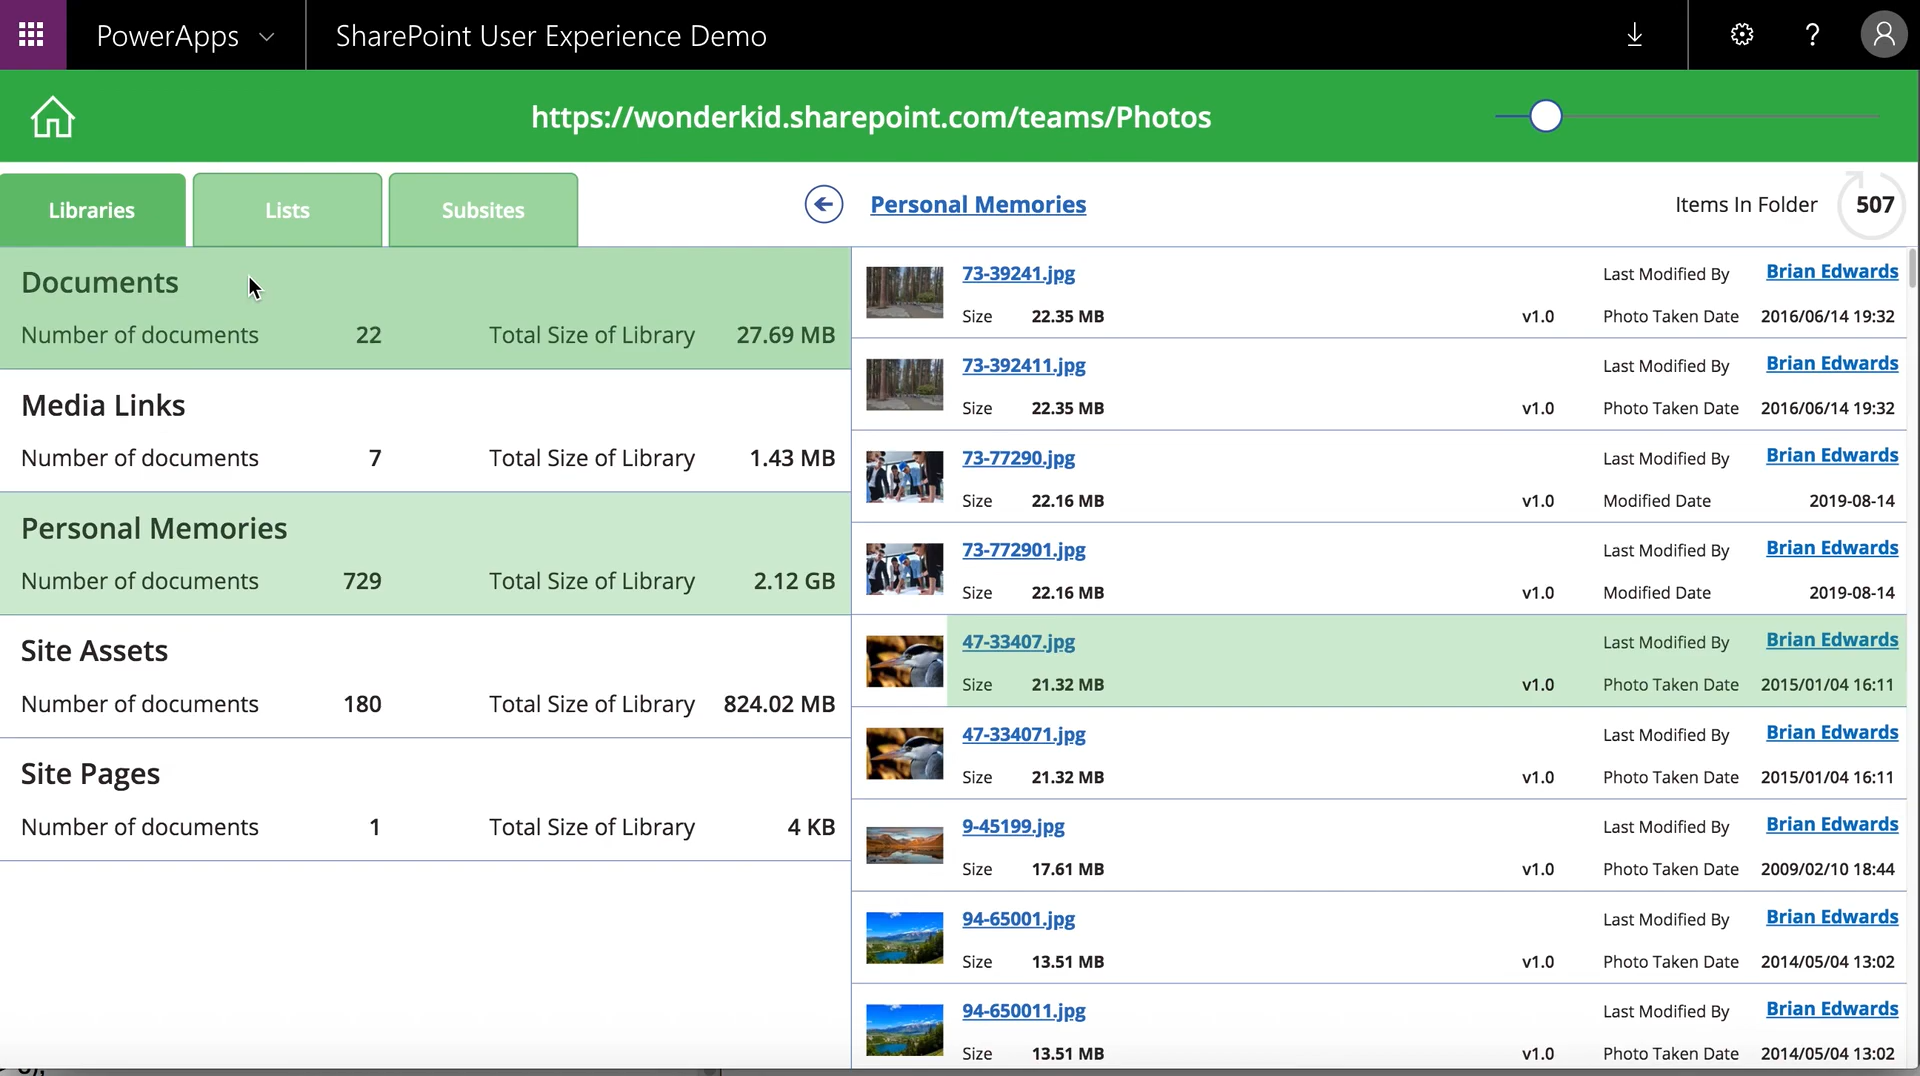 PowerApps
SharePoint User Experience Demo
?
https://wonderkid.sharepoint.com/teams/Photos
Libraries
Lists
Subsites
Personal Memories
Items In Folder 507
Documents
Number of documents 22 Total Size of Library 27.69 MB
Media Links
Number of documents 7 Total Size of Library 1.43 MB
Personal Memories
Number of documents 729 Total Size of Library 2.12 GB
Site Assets
Number of documents 180 Total Size of Library 824.02 MB
Site Pages
Number of documents 1 Total Size of Library 4 KB
73-39241.jpg Last Modified By Brian Edwards
Size 22.35 MB v1.0 Photo Taken Date 2016/06/14 19:32
73-392411.jpg Last Modified By Brian Edwards
Size 22.35 MB v1.0 Photo Taken Date 2016/06/14 19:32
73-77290.jpg Last Modified By Brian Edwards
Size 22.16 MB v1.0 Modified Date 2019-08-14
73-772901.jpg Last Modified By Brian Edwards
Size 22.16 MB v1.0 Modified Date 2019-08-14
47-33407.jpg Last Modified By Brian Edwards
Size 21.32 MB v1.0 Photo Taken Date 2015/01/04 16:11
47-334071.jpg Last Modified By Brian Edwards
Size 21.32 MB v1.0 Photo Taken Date 2015/01/04 16:11
9-45199.jpg Last Modified By Brian Edwards
Size 17.61 MB v1.0 Photo Taken Date 2009/02/10 18:44
94-65001.jpg Last Modified By Brian Edwards
Size 13.51 MB v1.0 Photo Taken Date 2014/05/04 13:02
94-650011.jpg Last Modified By Brian Edwards
Size 13.51 MB v1.0 Photo Taken Date 2014/05/04 13:02